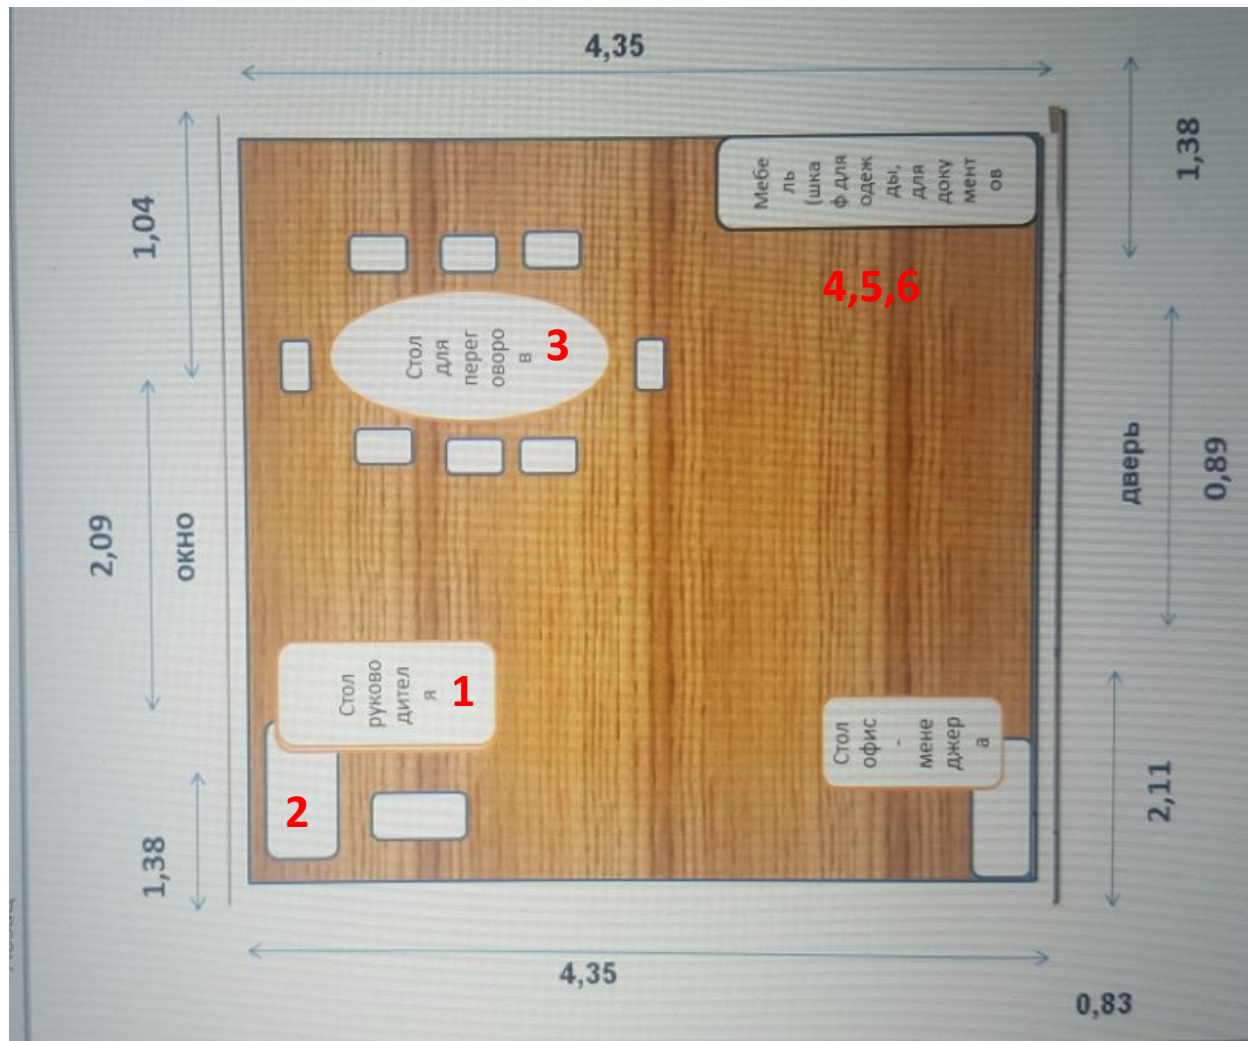 4,35
1,38
1,04
Мебе
ль
(шка
ф для
одеж
ды,
для
доку
мент
ов
4,5,6
Стол
для
перег
оворо
в
3
дверь
0,89
2,09
окно
Стол
руково
дител
я
1
Стол
офис
-
мене
джер
а
2
1,38
2,11
4,35
0,83